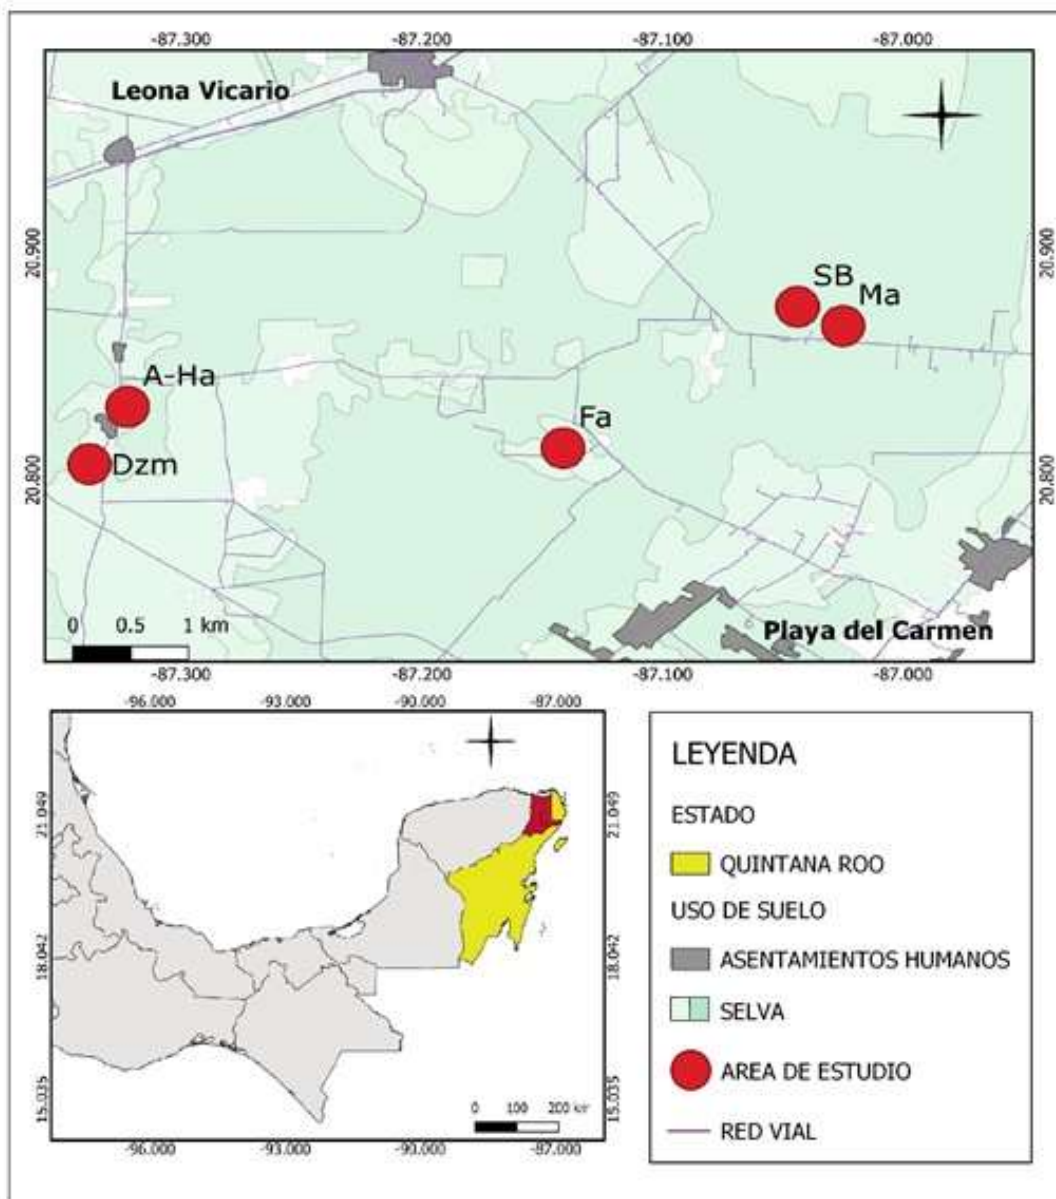 -87.300 -87.200 -87.100 -87.000
Leona Vicario
20.900
20.900
SB
Ma
A-Ha
Fa
Dzm
20.800
20.800
0 0.5 1 km
Playa del Carmen
-87.300 -87.200 -87.100 -87.000
-96.000 -93.000 -90.000 -87.000
21.049
21.049
18.042
18.042
15.035
15.035
0 100 200 km
-96.000 -93.000 -90.000 -87.000
LEYENDA
ESTADO
QUINTANA ROO
USO DE SUELO
ASENTAMIENTOS HUMANOS
SELVA
AREA DE ESTUDIO
RED VIAL